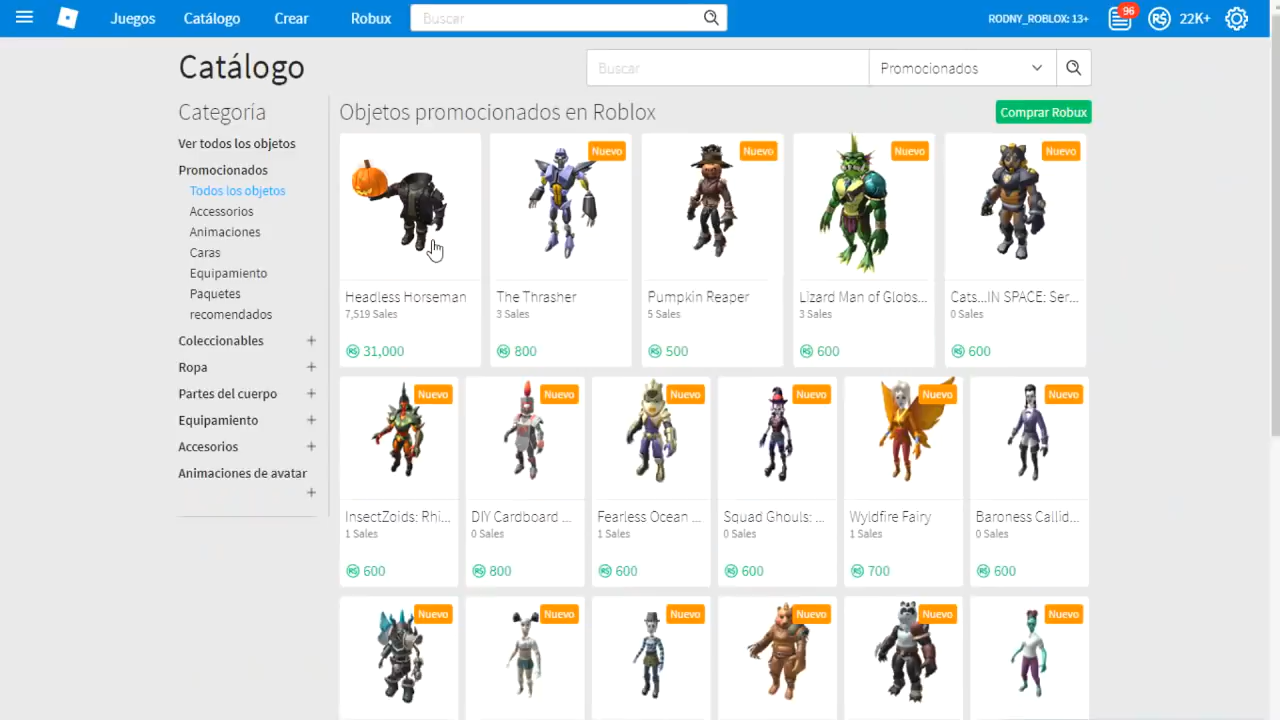 Juegos Catálogo Crear Robux Buscar RODNY_ROBLOX: 13+ 96 22K+
Catálogo
Buscar Promocionados
Categoría
Ver todos los objetos
Promocionados
Todos los objetos
Accessorios
Animaciones
Caras
Equipamiento
Paquetes
recomendados
Coleccionables +
Ropa +
Partes del cuerpo +
Equipamiento +
Accesorios +
Animaciones de avatar
+
Objetos promocionados en Roblox
Comprar Robux
Nuevo Nuevo Nuevo Nuevo
Headless Horseman The Thrasher Pumpkin Reaper Lizard Man of Globs... Cats...IN SPACE: Ser...
7,519 Sales 3 Sales 5 Sales 3 Sales 0 Sales
R$ 31,000 R$ 800 R$ 500 R$ 600 R$ 600
Nuevo Nuevo Nuevo Nuevo Nuevo Nuevo
InsectZoids: Rhi... DIY Cardboard ... Fearless Ocean ... Squad Ghouls: ... Wyldfire Fairy Baroness Callid...
1 Sales 0 Sales 1 Sales 0 Sales 1 Sales 0 Sales
R$ 600 R$ 800 R$ 600 R$ 600 R$ 700 R$ 600
Nuevo Nuevo Nuevo Nuevo Nuevo Nuevo